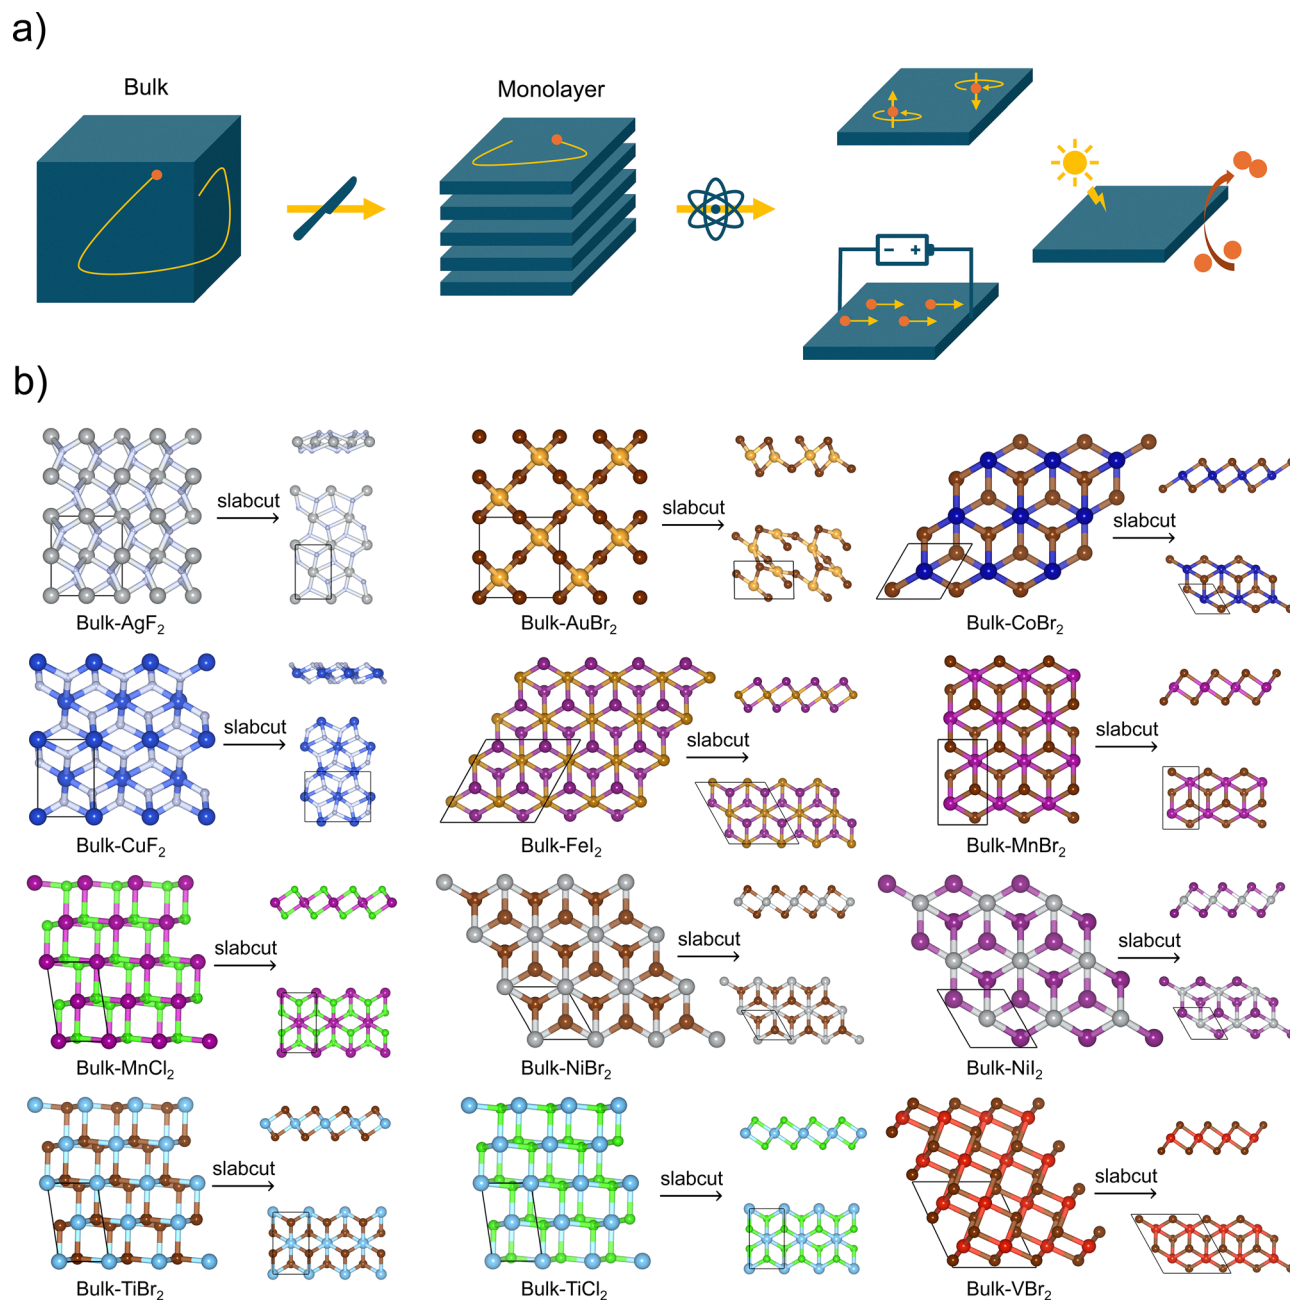 a)
Bulk
Monolayer
b)
slabcut
slabcut
slabcut
Bulk-AgF₂
Bulk-AuBr₂
Bulk-CoBr₂
slabcut
slabcut
slabcut
Bulk-CuF₂
Bulk-FeI₂
Bulk-MnBr₂
slabcut
slabcut
slabcut
Bulk-MnCl₂
Bulk-NiBr₂
Bulk-NiI₂
slabcut
slabcut
slabcut
Bulk-TiBr₂
Bulk-TiCl₂
Bulk-VBr₂